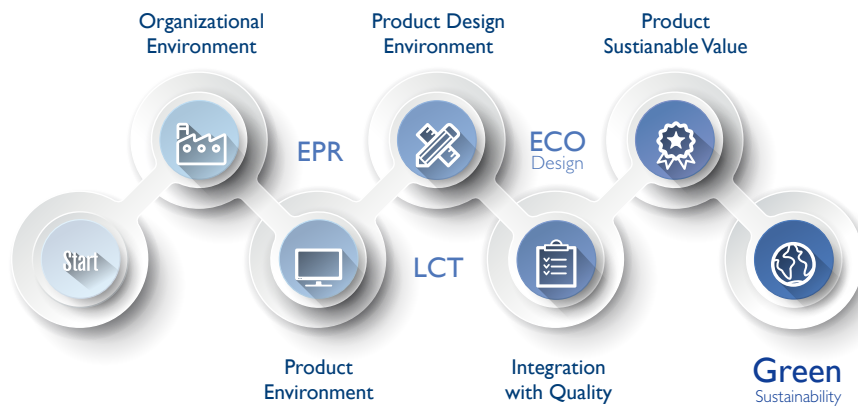 Organizational
Environment
Product Design
Environment
Product
Sustianable Value
EPR
ECO
Design
Start
LCT
Product
Environment
Integration
with Quality
Green
Sustainability